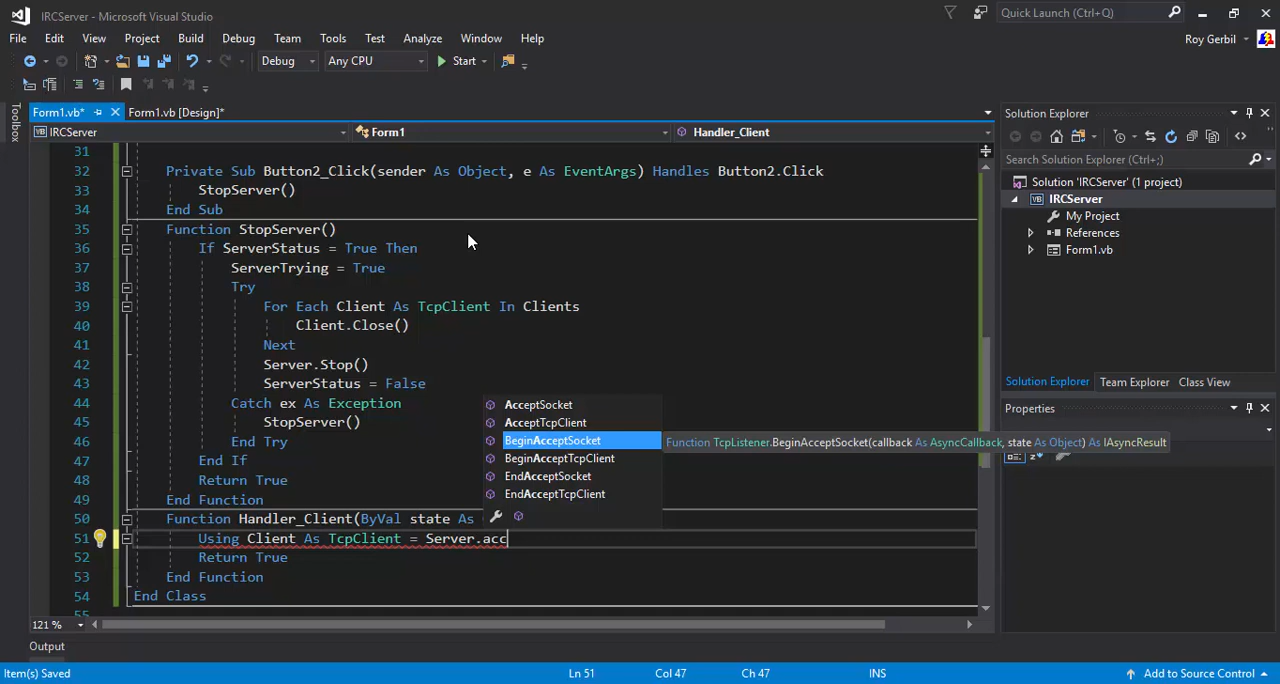 IRCServer - Microsoft Visual Studio
Quick Launch (Ctrl+Q)
File Edit View Project Build Debug Team Tools Test Analyze Window Help
Roy Gerbil
Debug Any CPU Start
Toolbox
Form1.vb* Form1.vb [Design]*
IRCServer Form1 Handler_Client
31
32 Private Sub Button2_Click(sender As Object, e As EventArgs) Handles Button2.Click
33 StopServer()
34 End Sub
35 Function StopServer()
36 If ServerStatus = True Then
37 ServerTrying = True
38 Try
39 For Each Client As TcpClient In Clients
40 Client.Close()
41 Next
42 Server.Stop()
43 ServerStatus = False
44 Catch ex As Exception
45 StopServer()
46 End Try
47 End If
48 Return True
49 End Function
50 Function Handler_Client(ByVal state As
51 Using Client As TcpClient = Server.acc
52 Return True
53 End Function
54 End Class
55
AcceptSocket
AcceptTcpClient
BeginAcceptSocket
BeginAcceptTcpClient
EndAcceptSocket
EndAcceptTcpClient
Function TcpListener.BeginAcceptSocket(callback As AsyncCallback, state As Object) As IAsyncResult
121 %
Output
Solution Explorer
Search Solution Explorer (Ctrl+;)
Solution 'IRCServer' (1 project)
IRCServer
My Project
References
Form1.vb
Solution Explorer Team Explorer Class View
Properties
Item(s) Saved Ln 51 Col 47 Ch 47 INS Add to Source Control